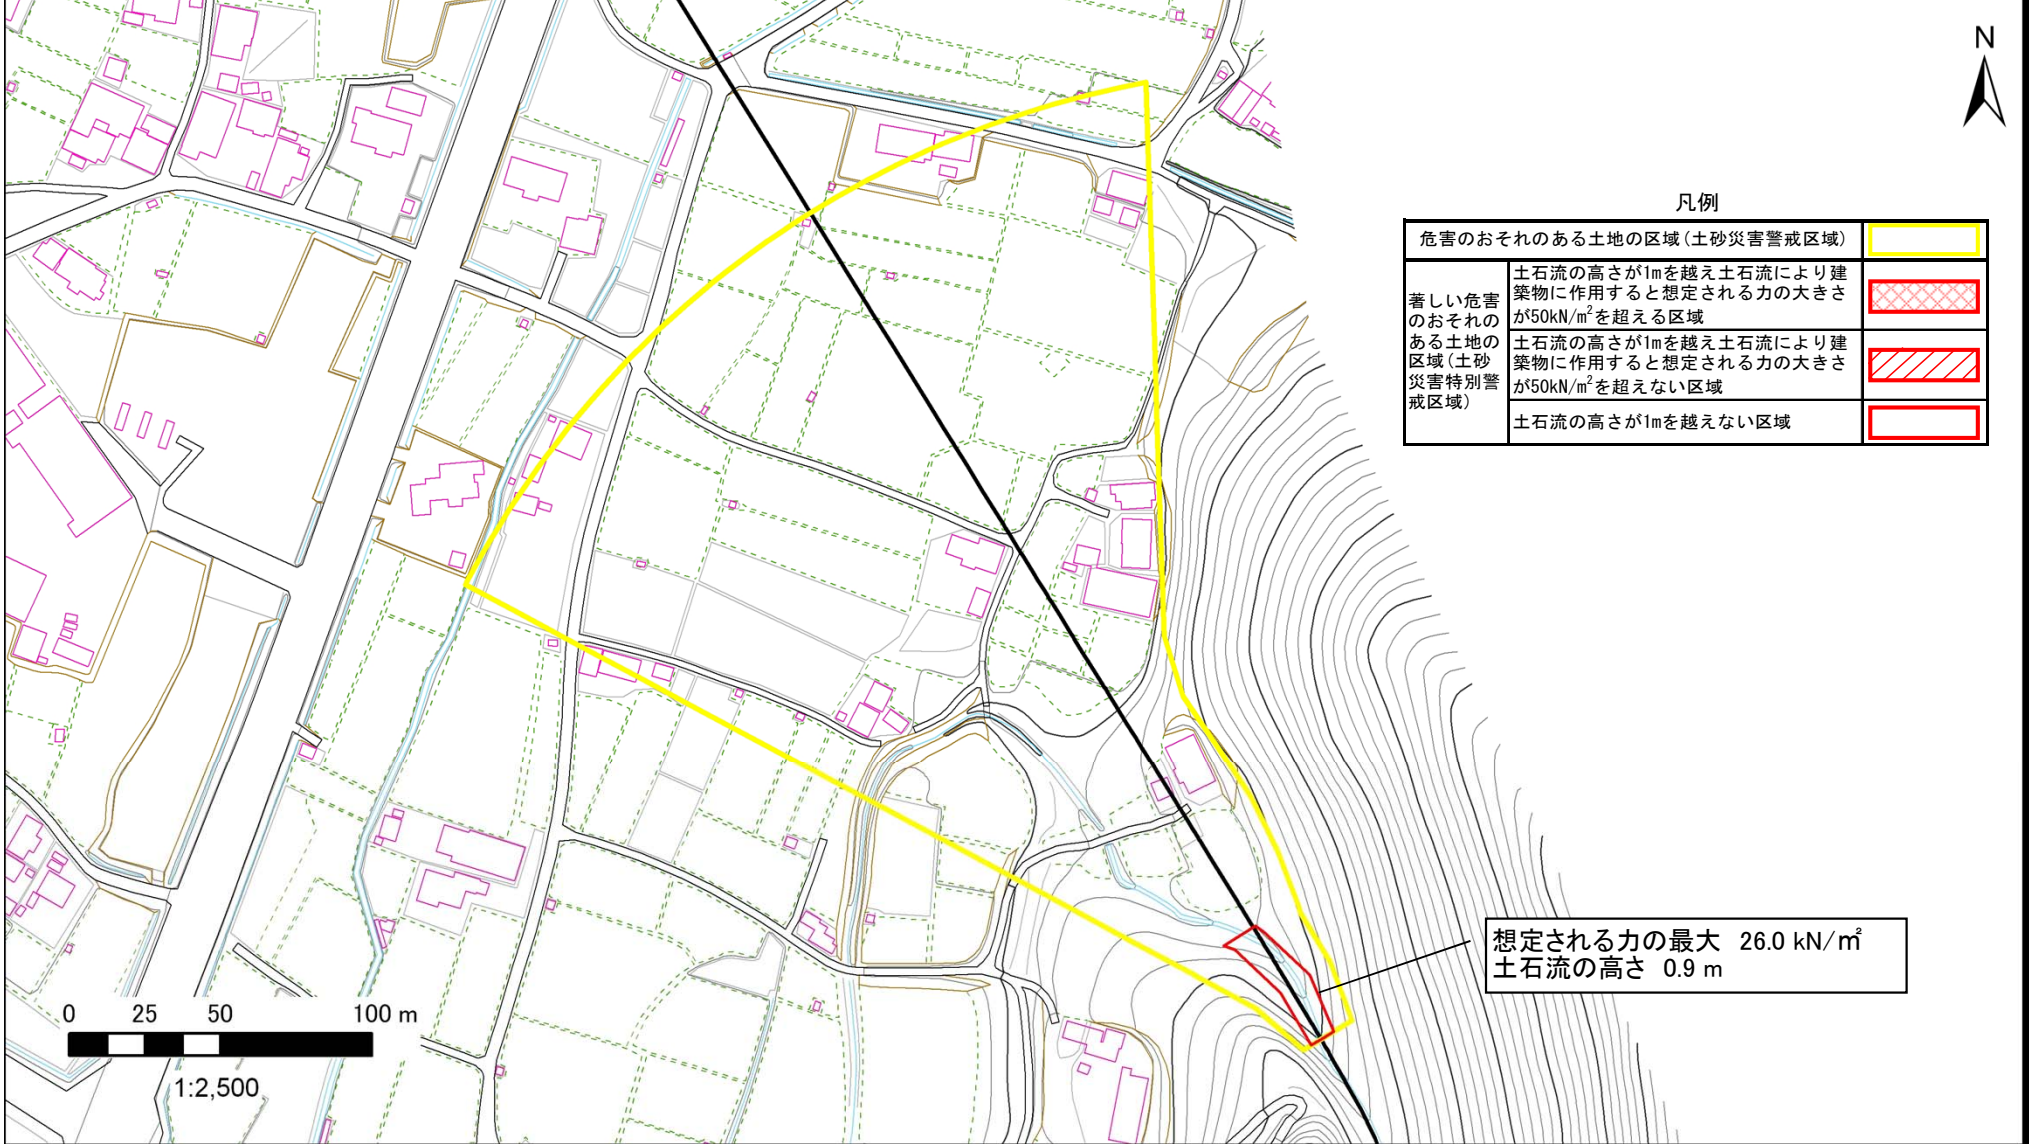 N
凡例
危害のおそれのある土地の区域(土砂災害警戒区域)
著しい危害
のおそれの
ある土地の
区域(土砂
災害特別警
戒区域)
土石流の高さが1mを越え土石流により建
築物に作用すると想定される力の大きさ
が50kN/m²を超える区域
土石流の高さが1mを越え土石流により建
築物に作用すると想定される力の大きさ
が50kN/m²を超えない区域
土石流の高さが1mを越えない区域
想定される力の最大 26.0 kN/㎡
土石流の高さ 0.9 m
0 25 50 100 m
1:2,500